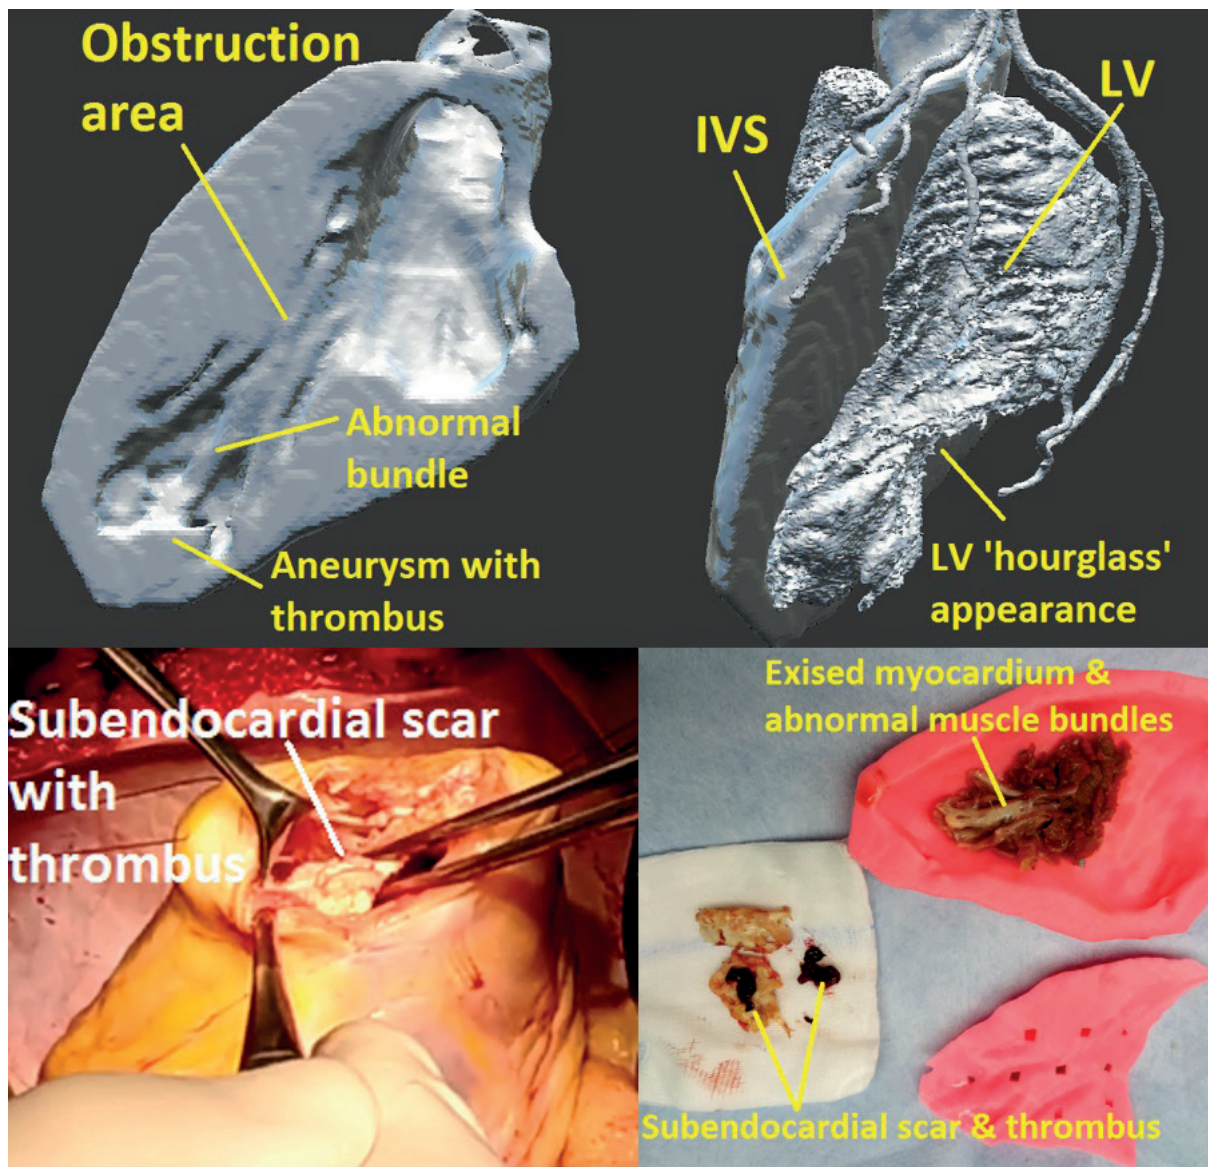 Obstruction
area
Abnormal
bundle
Aneurysm with
thrombus
IVS
LV
LV 'hourglass'
appearance
Subendocardial scar
with
thrombus
Exised myocardium &
abnormal muscle bundles
Subendocardial scar & thrombus